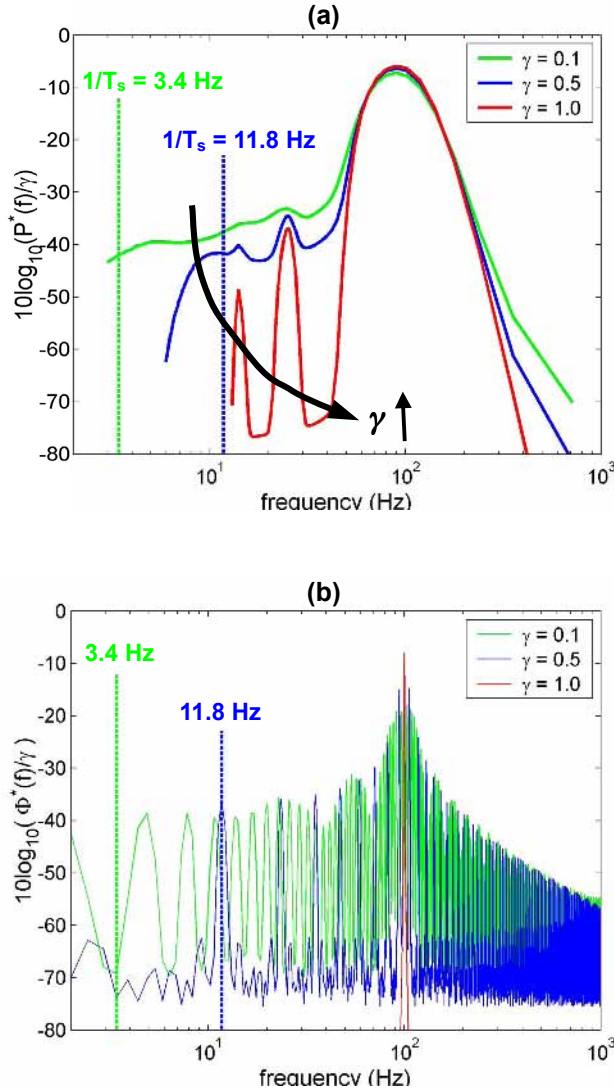 (a)
0
-10
-20
-30
-40
-50
-60
-70
-80
10log10(P*(f)/γ)
1/Ts = 3.4 Hz
1/Ts = 11.8 Hz
γ = 0.1
γ = 0.5
γ = 1.0
γ
10^1
10^2
10^3
frequency (Hz)
(b)
0
-10
-20
-30
-40
-50
-60
-70
-80
10log10( Φ*(f)/γ )
3.4 Hz
11.8 Hz
γ = 0.1
γ = 0.5
γ = 1.0
10^1
10^2
10^3
frequency (Hz)